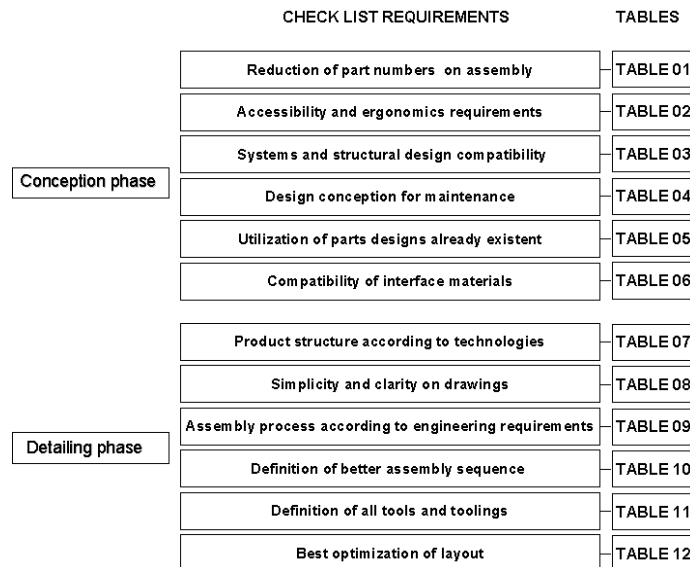 CHECK LIST REQUIREMENTS TABLES
Reduction of part numbers on assembly TABLE 01
Accessibility and ergonomics requirements TABLE 02
Systems and structural design compatibility TABLE 03
Conception phase
Design conception for maintenance TABLE 04
Utilization of parts designs already existent TABLE 05
Compatibility of interface materials TABLE 06
Product structure according to technologies TABLE 07
Simplicity and clarity on drawings TABLE 08
Assembly process according to engineering requirements TABLE 09
Detailing phase
Definition of better assembly sequence TABLE 10
Definition of all tools and toolings TABLE 11
Best optimization of layout TABLE 12